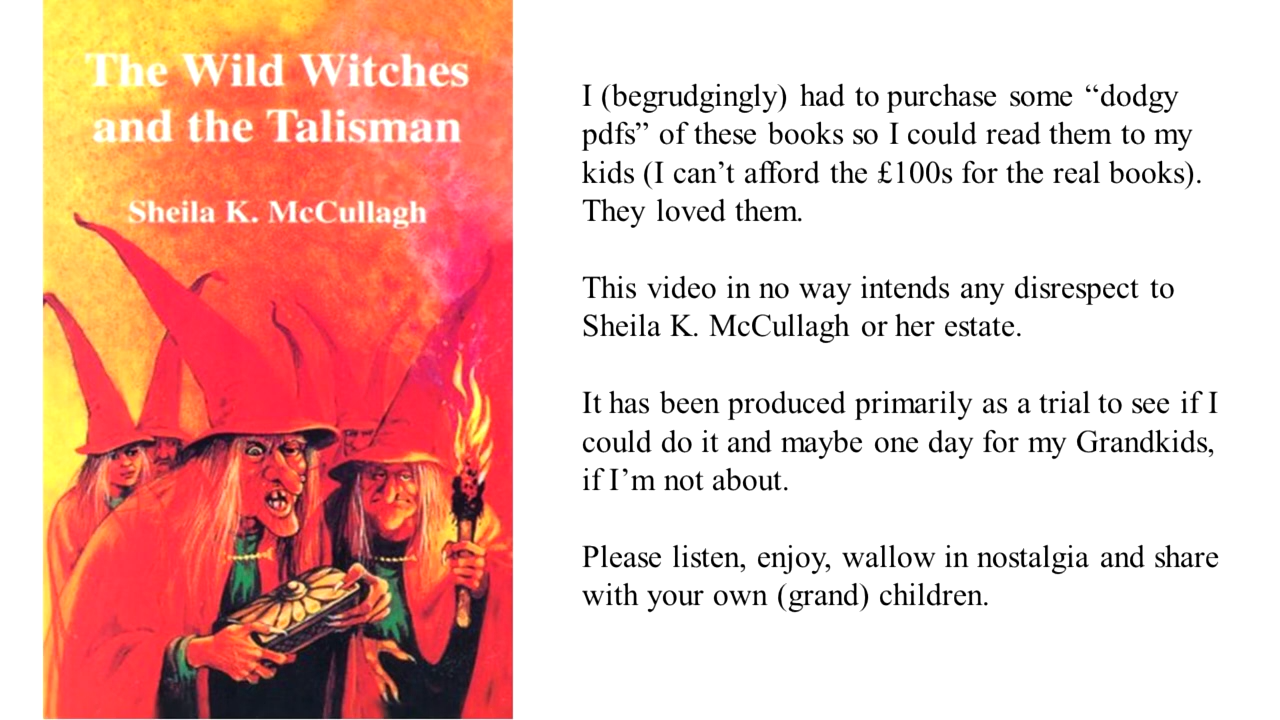 The Wild Witches
and the Talisman
Sheila K. McCullagh
I (begrudgingly) had to purchase some “dodgy
pdfs” of these books so I could read them to my
kids (I can’t afford the £100s for the real books).
They loved them.
This video in no way intends any disrespect to
Sheila K. McCullagh or her estate.
It has been produced primarily as a trial to see if I
could do it and maybe one day for my Grandkids,
if I’m not about.
Please listen, enjoy, wallow in nostalgia and share
with your own (grand) children.